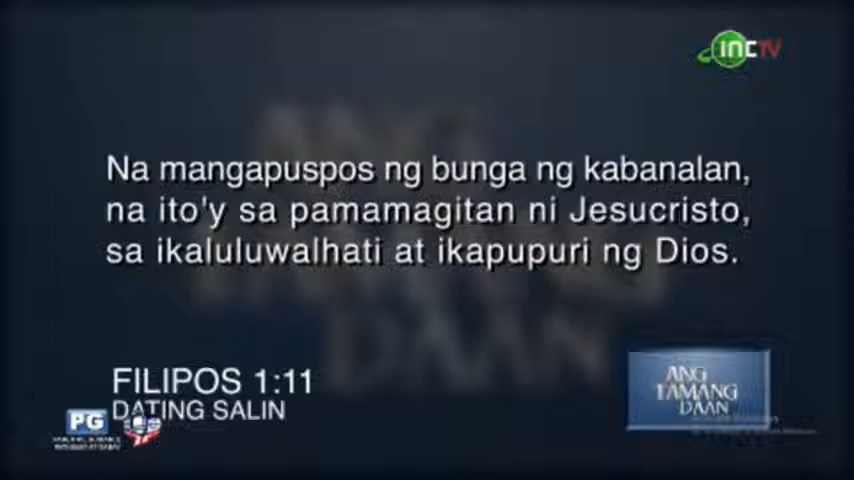 iNCTV
Na mangapuspos ng bunga ng kabanalan,
na ito'y sa pamamagitan ni Jesucristo,
sa ikaluluwalhati at ikapupuri ng Dios.
FILIPOS 1:11
DATING SALIN
PG
ANG
TAMANG
DAAN